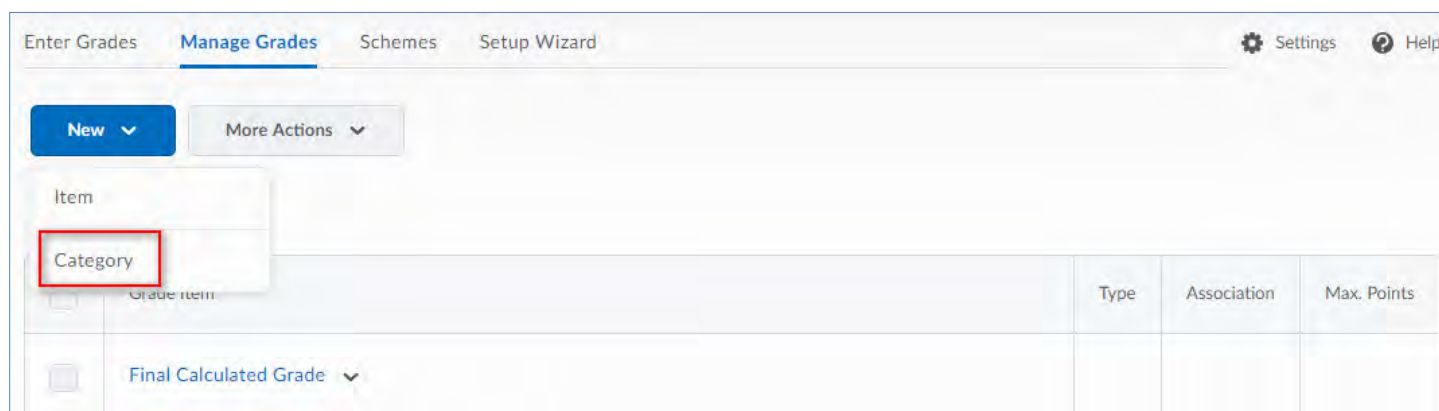 Enter Grades Manage Grades Schemes Setup Wizard Settings Help
New More Actions
Item
Category
Grade Item Type Association Max. Points
Final Calculated Grade